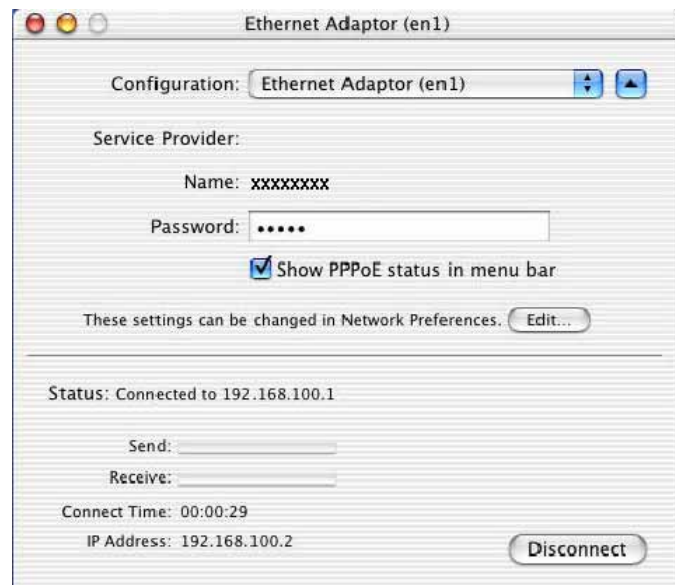 Ethernet Adaptor (en1)
Configuration: Ethernet Adaptor (en1)
Service Provider:
Name: xxxxxxxx
Password: •••••
Show PPPoE status in menu bar
These settings can be changed in Network Preferences. Edit...
Status: Connected to 192.168.100.1
Send:
Receive:
Connect Time: 00:00:29
IP Address: 192.168.100.2
Disconnect